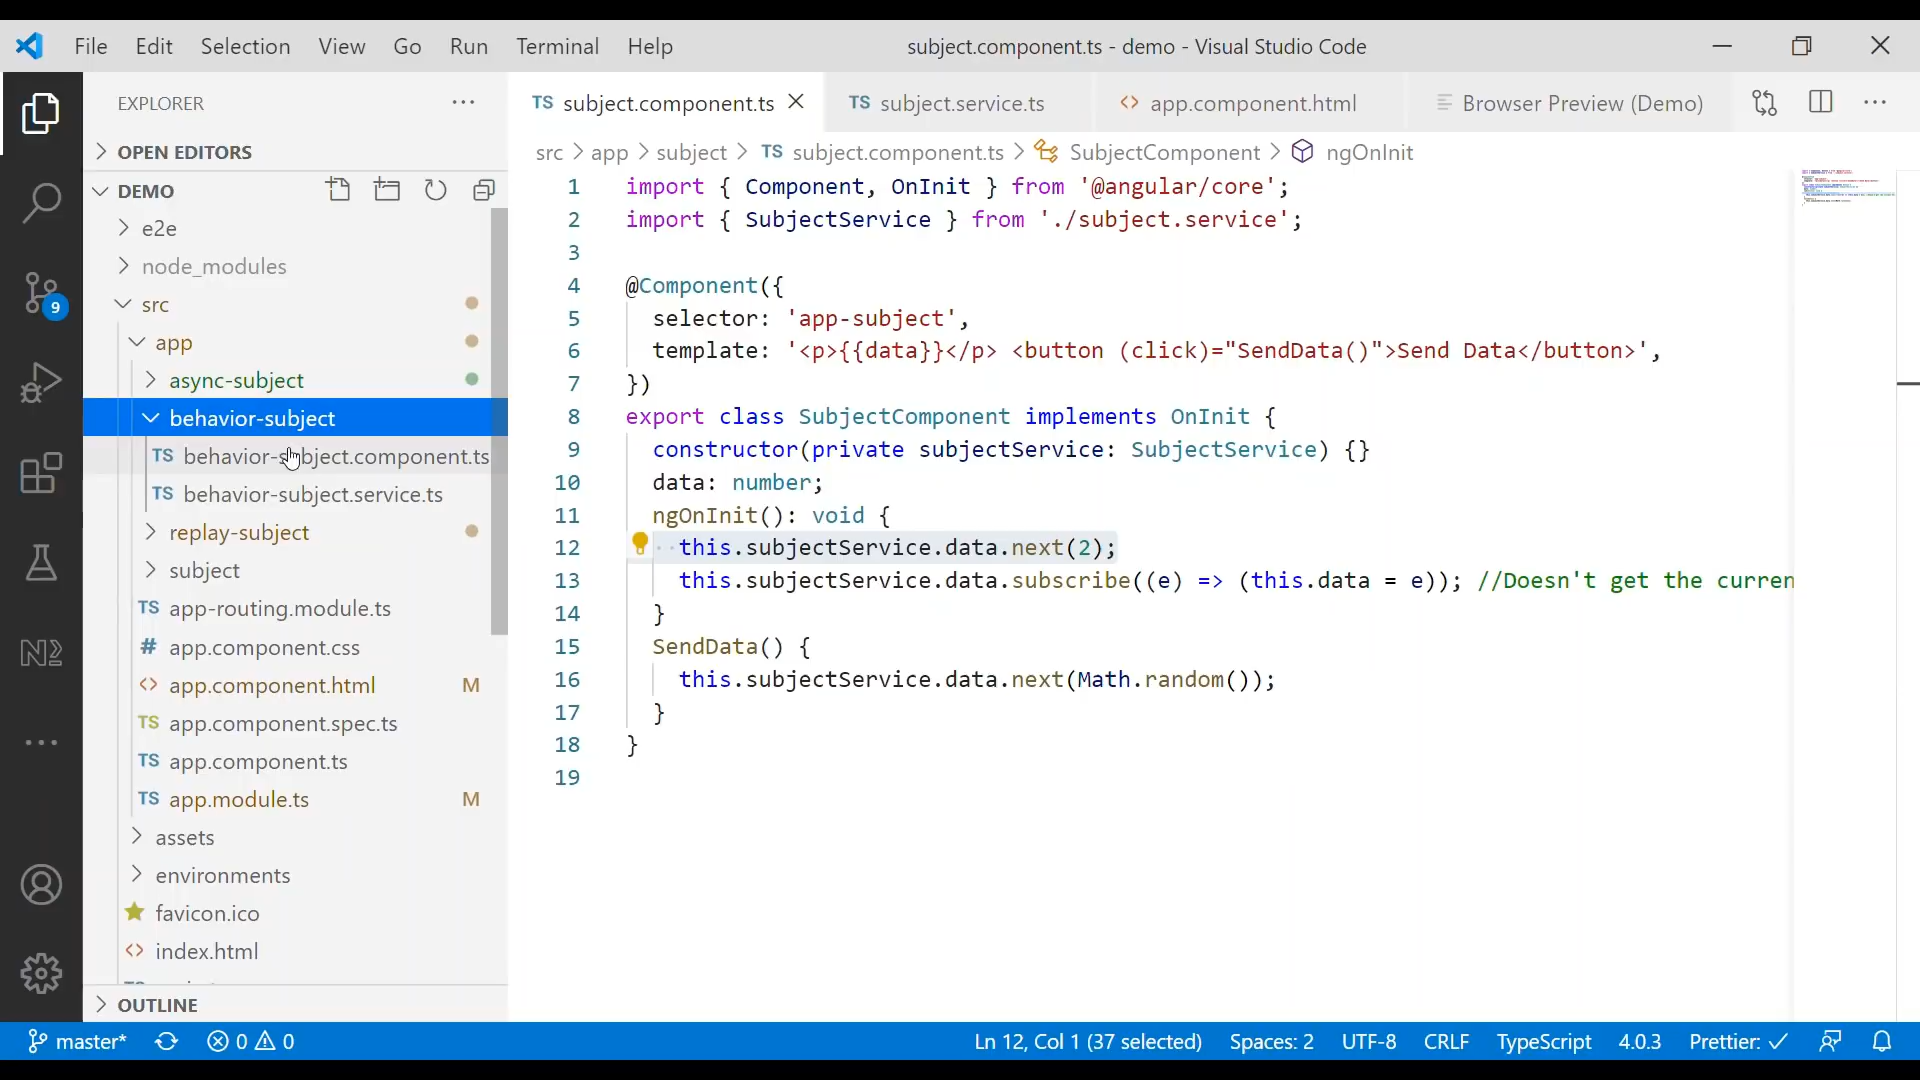 File Edit Selection View Go Run Terminal Help
subject.component.ts - demo - Visual Studio Code
EXPLORER
OPEN EDITORS
DEMO
e2e
node_modules
src
app
async-subject
behavior-subject
TS behavior-subject.component.ts
TS behavior-subject.service.ts
replay-subject
subject
TS app-routing.module.ts
# app.component.css
<> app.component.html M
TS app.component.spec.ts
TS app.component.ts
TS app.module.ts M
assets
environments
favicon.ico
<> index.html
OUTLINE
9
TS subject.component.ts
TS subject.service.ts
<> app.component.html
Browser Preview (Demo)
src > app > subject > TS subject.component.ts > SubjectComponent > ngOnInit
1 import { Component, OnInit } from '@angular/core';
2 import { SubjectService } from './subject.service';
3
4 @Component({
5 selector: 'app-subject',
6 template: '<p>{{data}}</p> <button (click)="SendData()">Send Data</button>',
7 })
8 export class SubjectComponent implements OnInit {
9 constructor(private subjectService: SubjectService) {}
10 data: number;
11 ngOnInit(): void {
12 this.subjectService.data.next(2);
13 this.subjectService.data.subscribe((e) => (this.data = e)); //Doesn't get the curren
14 }
15 SendData() {
16 this.subjectService.data.next(Math.random());
17 }
18 }
19
master* 0 0 Ln 12, Col 1 (37 selected) Spaces: 2 UTF-8 CRLF TypeScript 4.0.3 Prettier: ✓